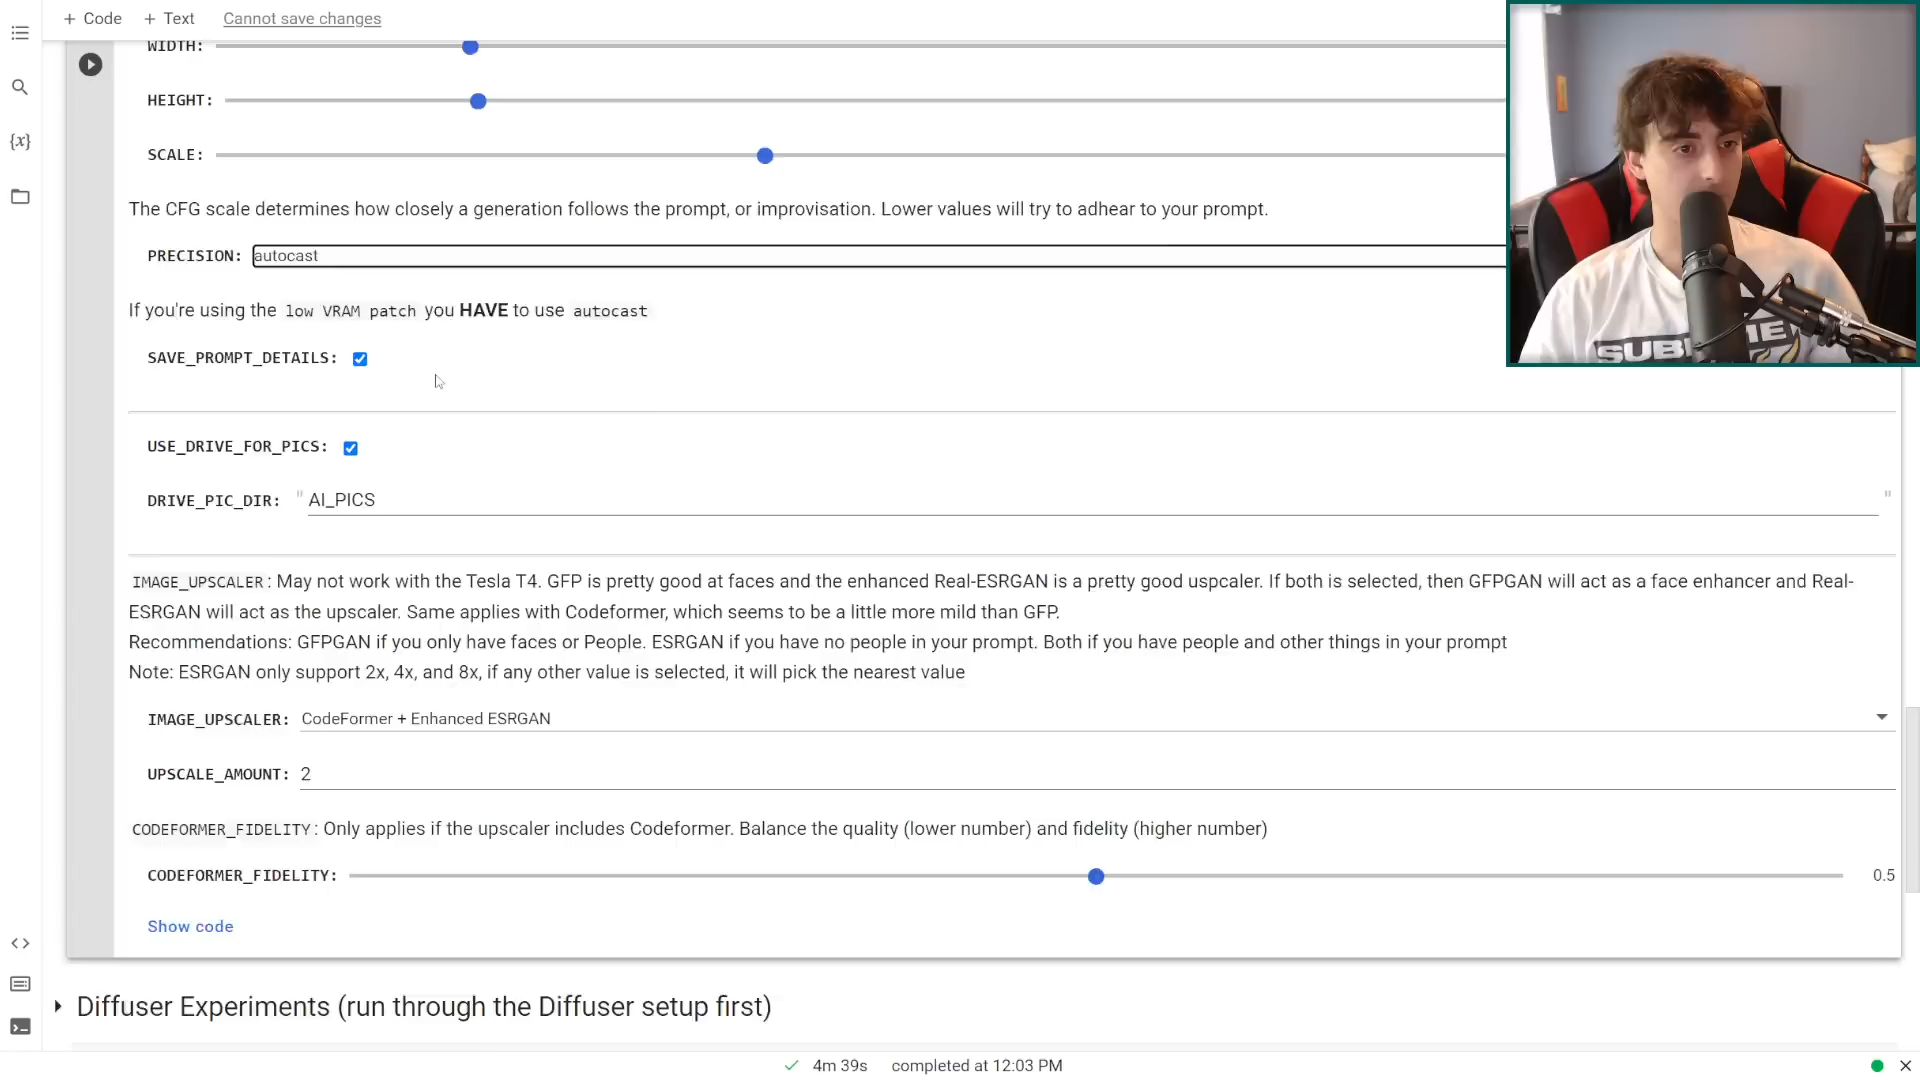 + Code + Text Cannot save changes
WIDTH:
{x}
HEIGHT:
SCALE:
The CFG scale determines how closely a generation follows the prompt, or improvisation. Lower values will try to adhear to your prompt.
PRECISION: autocast
If you're using the low VRAM patch you HAVE to use autocast
SAVE_PROMPT_DETAILS:
USE_DRIVE_FOR_PICS:
DRIVE_PIC_DIR: " AI_PICS "
IMAGE_UPSCALER: May not work with the Tesla T4. GFP is pretty good at faces and the enhanced Real-ESRGAN is a pretty good uspcaler. If both is selected, then GFPGAN will act as a face enhancer and Real-
ESRGAN will act as the upscaler. Same applies with Codeformer, which seems to be a little more mild than GFP.
Recommendations: GFPGAN if you only have faces or People. ESRGAN if you have no people in your prompt. Both if you have people and other things in your prompt
Note: ESRGAN only support 2x, 4x, and 8x, if any other value is selected, it will pick the nearest value
IMAGE_UPSCALER: CodeFormer + Enhanced ESRGAN
UPSCALE_AMOUNT: 2
CODEFORMER_FIDELITY: Only applies if the upscaler includes Codeformer. Balance the quality (lower number) and fidelity (higher number)
CODEFORMER_FIDELITY: 0.5
Show code
Diffuser Experiments (run through the Diffuser setup first)
4m 39s completed at 12:03 PM